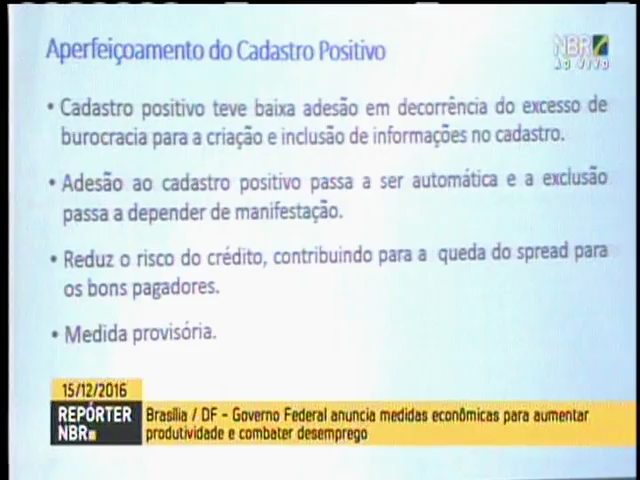 Aperfeiçoamento do Cadastro Positivo
NBR
AO VIVO
• Cadastro positivo teve baixa adesão em decorrência do excesso de
burocracia para a criação e inclusão de informações no cadastro.
• Adesão ao cadastro positivo passa a ser automática e a exclusão
passa a depender de manifestação.
• Reduz o risco do crédito, contribuindo para a queda do spread para
os bons pagadores.
• Medida provisória.
15/12/2016
REPÓRTER
NBR
Brasília / DF - Governo Federal anuncia medidas econômicas para aumentar
produtividade e combater desemprego